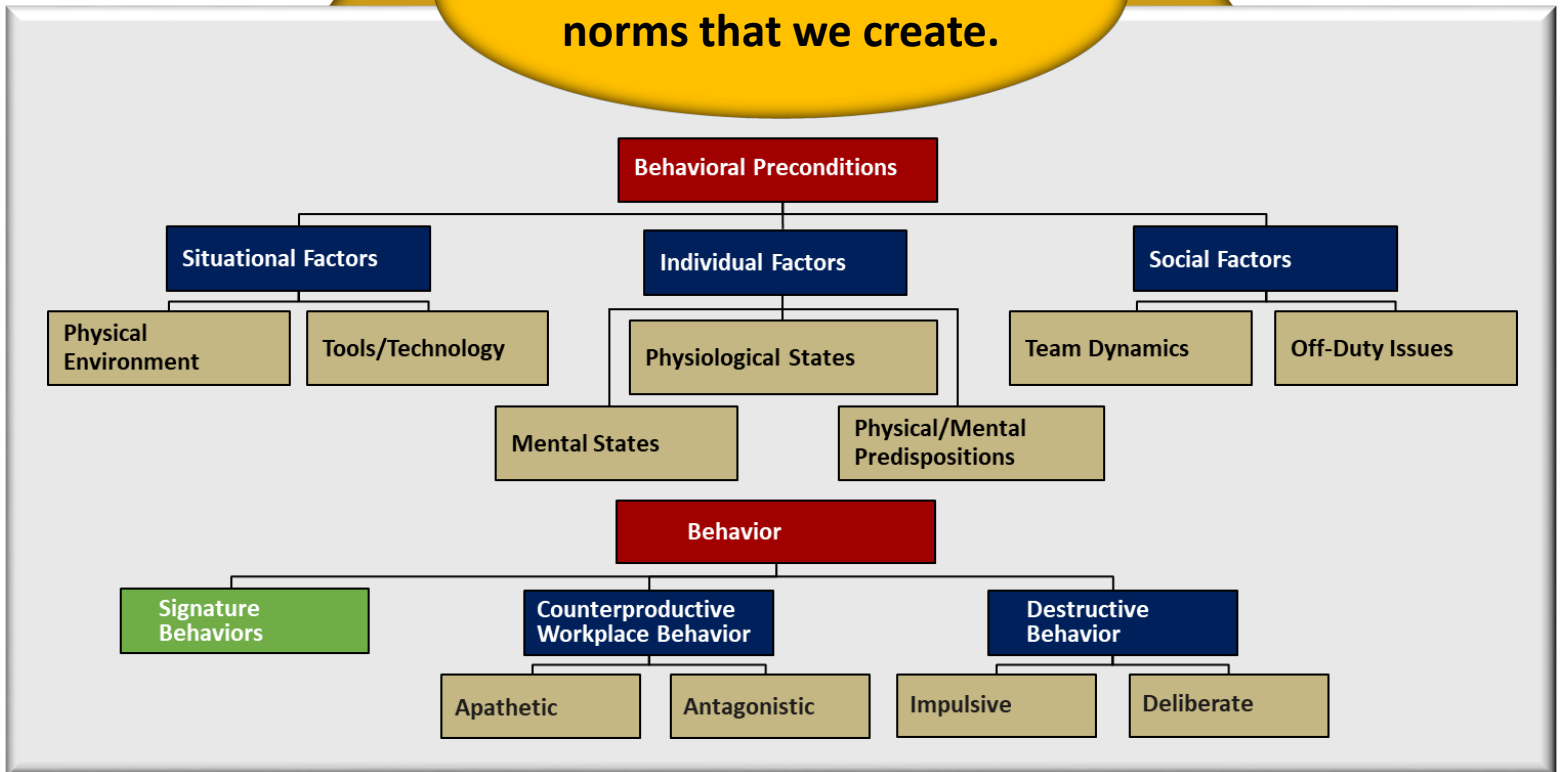 norms that we create.
Behavioral Preconditions
Situational Factors
Individual Factors
Social Factors
Physical
Environment
Tools/Technology
Physiological States
Team Dynamics
Off-Duty Issues
Mental States
Physical/Mental
Predispositions
Behavior
Signature
Behaviors
Counterproductive
Workplace Behavior
Destructive
Behavior
Apathetic
Antagonistic
Impulsive
Deliberate